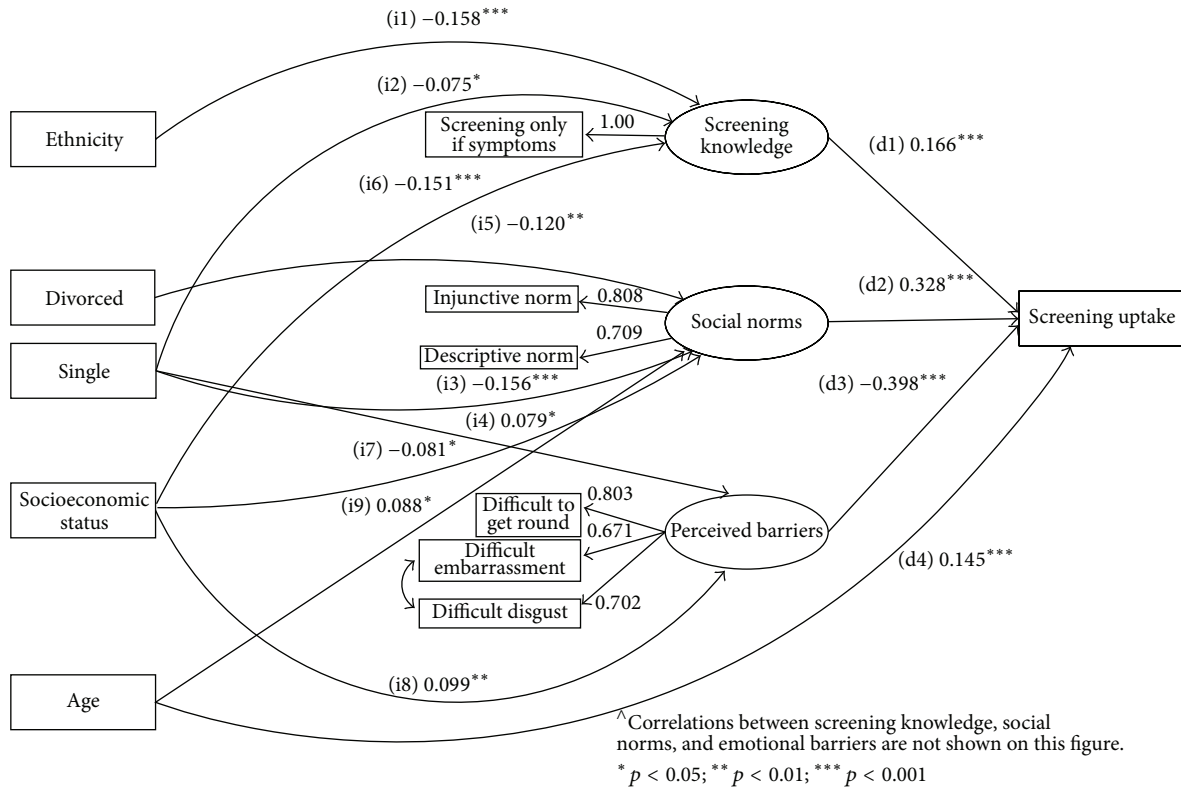 (i1) −0.158***
(i2) −0.075*
Ethnicity
Screening only
if symptoms
1.00
Screening
knowledge
(d1) 0.166***
(i6) −0.151***
(i5) −0.120**
Divorced
Injunctive norm
0.808
Social norms
(d2) 0.328***
Screening uptake
0.709
Descriptive norm
Single
(i3) −0.156***
(d3) −0.398***
(i4) 0.079*
(i7) −0.081*
Socioeconomic
status
(i9) 0.088*
0.803
Difficult to
get round
0.671
Perceived barriers
Difficult
embarrassment
(d4) 0.145***
Difficult disgust
0.702
Age
(i8) 0.099**
^Correlations between screening knowledge, social
norms, and emotional barriers are not shown on this figure.
* p < 0.05; ** p < 0.01; *** p < 0.001